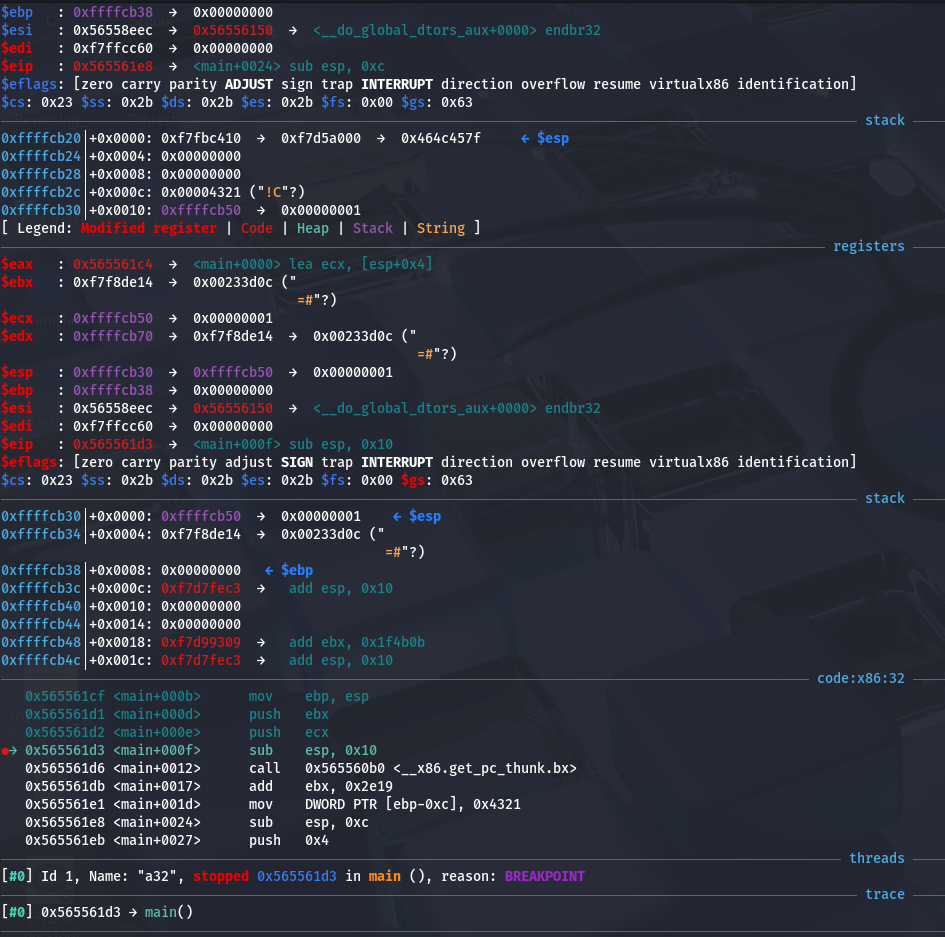 $ebp   : 0xffffcb38  →  0x00000000
$esi   : 0x56558eec  →  0x56556150  →  <__do_global_dtors_aux+0000> endbr32
$edi   : 0xf7ffcc60  →  0x00000000
$eip   : 0x565561e8  →  <main+0024> sub esp, 0xc
$eflags: [zero carry parity ADJUST sign trap INTERRUPT direction overflow resume virtualx86 identification]
$cs: 0x23 $ss: 0x2b $ds: 0x2b $es: 0x2b $fs: 0x00 $gs: 0x63
stack
0xffffcb20│+0x0000: 0xf7fbc410  →  0xf7d5a000  →  0x464c457f     ← $esp
0xffffcb24│+0x0004: 0x00000000
0xffffcb28│+0x0008: 0x00000000
0xffffcb2c│+0x000c: 0x00004321 ("!C"?)
0xffffcb30│+0x0010: 0xffffcb50  →  0x00000001
[ Legend: Modified register | Code | Heap | Stack | String ]
registers
$eax   : 0x565561c4  →  <main+0000> lea ecx, [esp+0x4]
$ebx   : 0xf7f8de14  →  0x00233d0c ("
=#"?)
$ecx   : 0xffffcb50  →  0x00000001
$edx   : 0xffffcb70  →  0xf7f8de14  →  0x00233d0c ("
=#"?)
$esp   : 0xffffcb30  →  0xffffcb50  →  0x00000001
$ebp   : 0xffffcb38  →  0x00000000
$esi   : 0x56558eec  →  0x56556150  →  <__do_global_dtors_aux+0000> endbr32
$edi   : 0xf7ffcc60  →  0x00000000
$eip   : 0x565561d3  →  <main+000f> sub esp, 0x10
$eflags: [zero carry parity adjust SIGN trap INTERRUPT direction overflow resume virtualx86 identification]
$cs: 0x23 $ss: 0x2b $ds: 0x2b $es: 0x2b $fs: 0x00 $gs: 0x63
stack
0xffffcb30│+0x0000: 0xffffcb50  →  0x00000001    ← $esp
0xffffcb34│+0x0004: 0xf7f8de14  →  0x00233d0c ("
=#"?)
0xffffcb38│+0x0008: 0x00000000   ← $ebp
0xffffcb3c│+0x000c: 0xf7d7fec3  →   add esp, 0x10
0xffffcb40│+0x0010: 0x00000000
0xffffcb44│+0x0014: 0x00000000
0xffffcb48│+0x0018: 0xf7d99309  →   add ebx, 0x1f4b0b
0xffffcb4c│+0x001c: 0xf7d7fec3  →   add esp, 0x10
code:x86:32
0x565561cf <main+000b>      mov    ebp, esp
0x565561d1 <main+000d>      push   ebx
0x565561d2 <main+000e>      push   ecx
●→ 0x565561d3 <main+000f>      sub    esp, 0x10
0x565561d6 <main+0012>      call   0x565560b0 <__x86.get_pc_thunk.bx>
0x565561db <main+0017>      add    ebx, 0x2e19
0x565561e1 <main+001d>      mov    DWORD PTR [ebp-0xc], 0x4321
0x565561e8 <main+0024>      sub    esp, 0xc
0x565561eb <main+0027>      push   0x4
threads
[#0] Id 1, Name: "a32", stopped 0x565561d3 in main (), reason: BREAKPOINT
trace
[#0] 0x565561d3 → main()